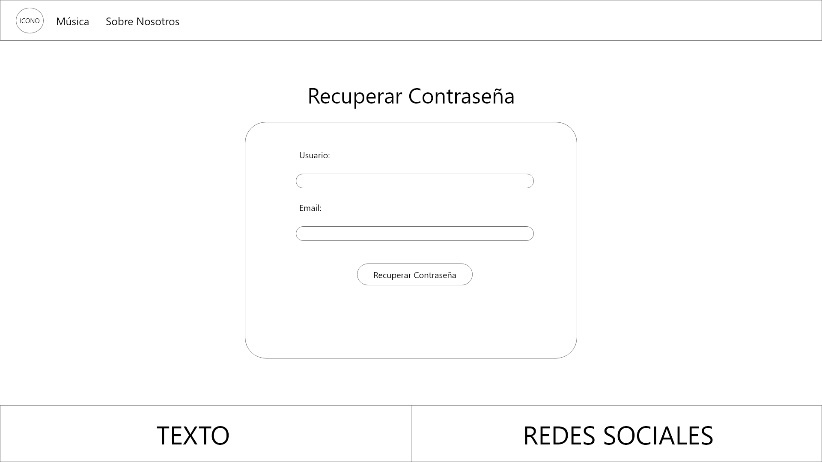 ICONO
Música
Sobre Nosotros
Recuperar Contraseña
Usuario:
Email:
Recuperar Contraseña
TEXTO
REDES SOCIALES